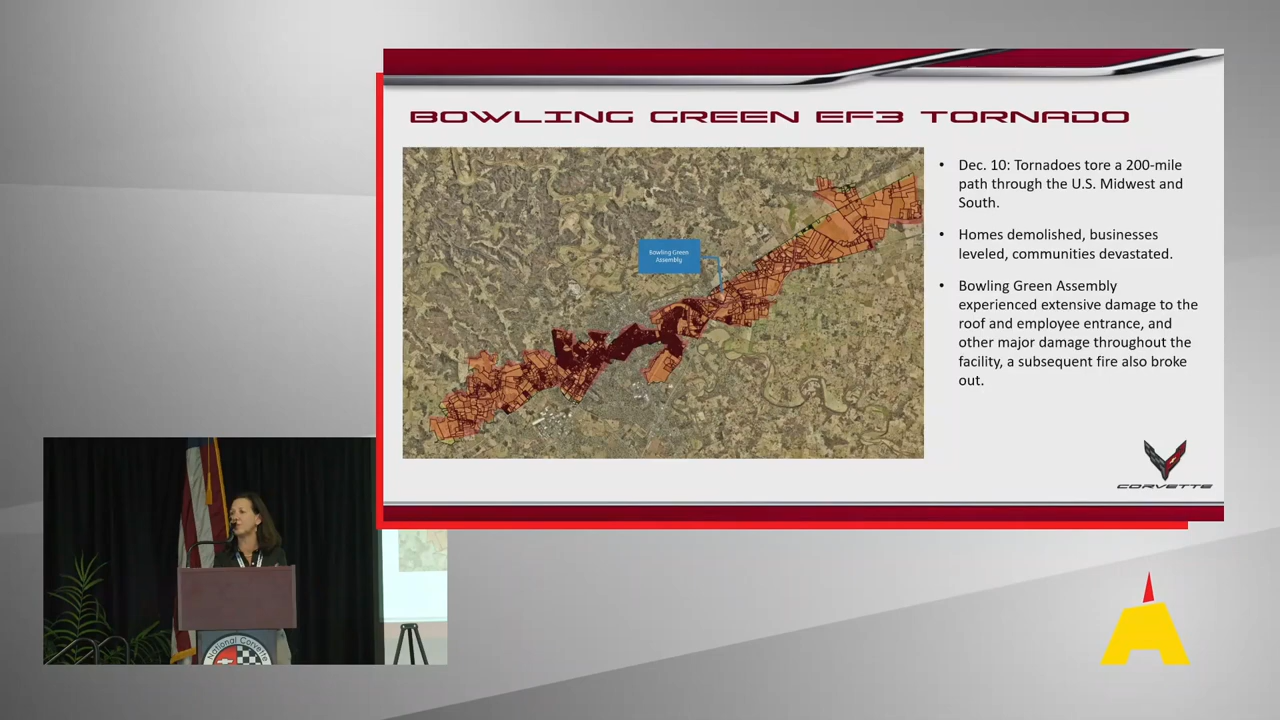 BOWLING GREEN EF3 TORNADO
Bowling Green
Assembly
• Dec. 10: Tornadoes tore a 200-mile
path through the U.S. Midwest and
South.
• Homes demolished, businesses
leveled, communities devastated.
• Bowling Green Assembly
experienced extensive damage to the
roof and employee entrance, and
other major damage throughout the
facility, a subsequent fire also broke
out.
CORVETTE
National Corvette